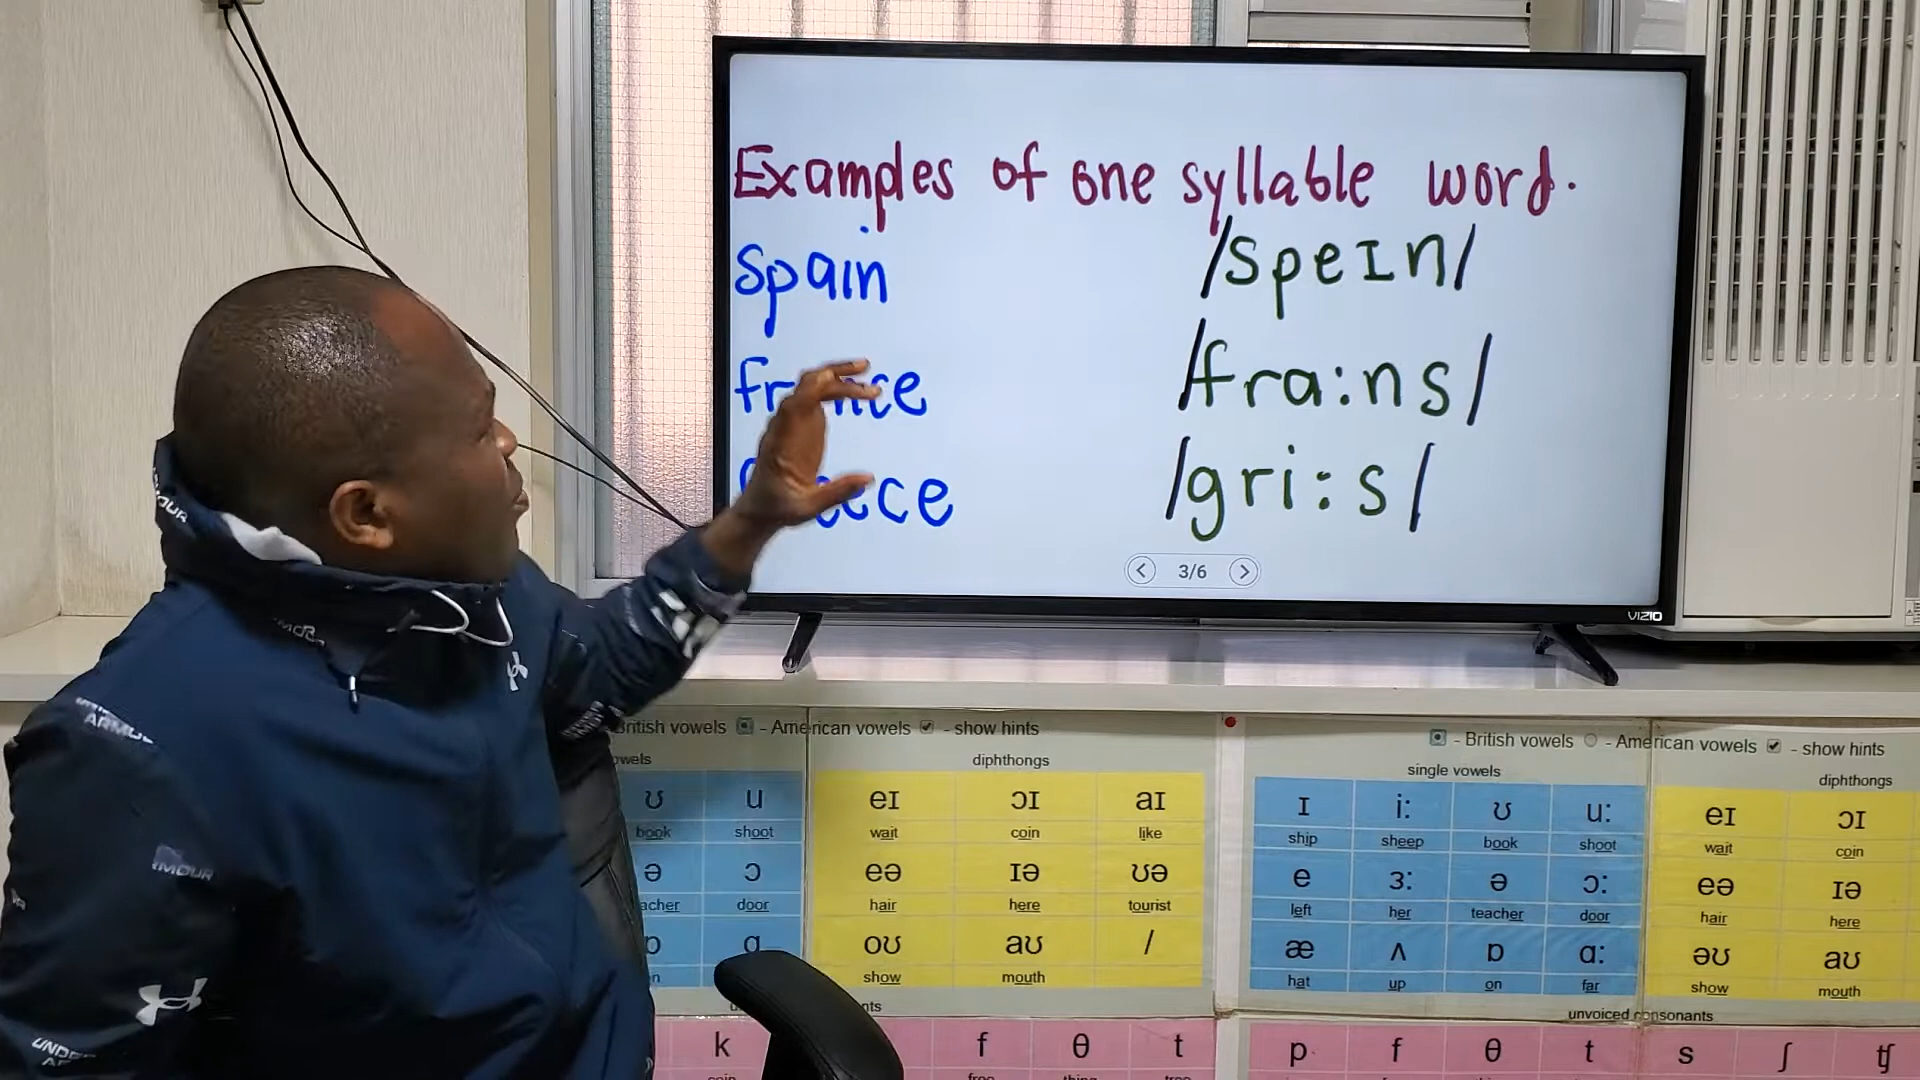 Examples of one syllable word.
Spain /speɪn/
/fra:ns/
/gri:s/
< 3/6 >
VIZIO
OUR
UNDER
ARMOUR
British vowels - American vowels - show hints
diphthongs
ʊ u eɪ ɔɪ aɪ
book shoot wait coin like
ə ɔ eə ɪə ʊə
door hair here tourist
ɑ oʊ aʊ /
show mouth
k f θ t
- British vowels - American vowels - show hints
single vowels diphthongs
ɪ i: ʊ u: eɪ ɔɪ
ship sheep book shoot wait coin
e ɜ: ə ɔ: eə ɪə
left her teacher door hair here
æ ʌ ɒ ɑ: əʊ aʊ
hat up on far show mouth
unvoiced consonants
p f θ t s ʃ ʧ